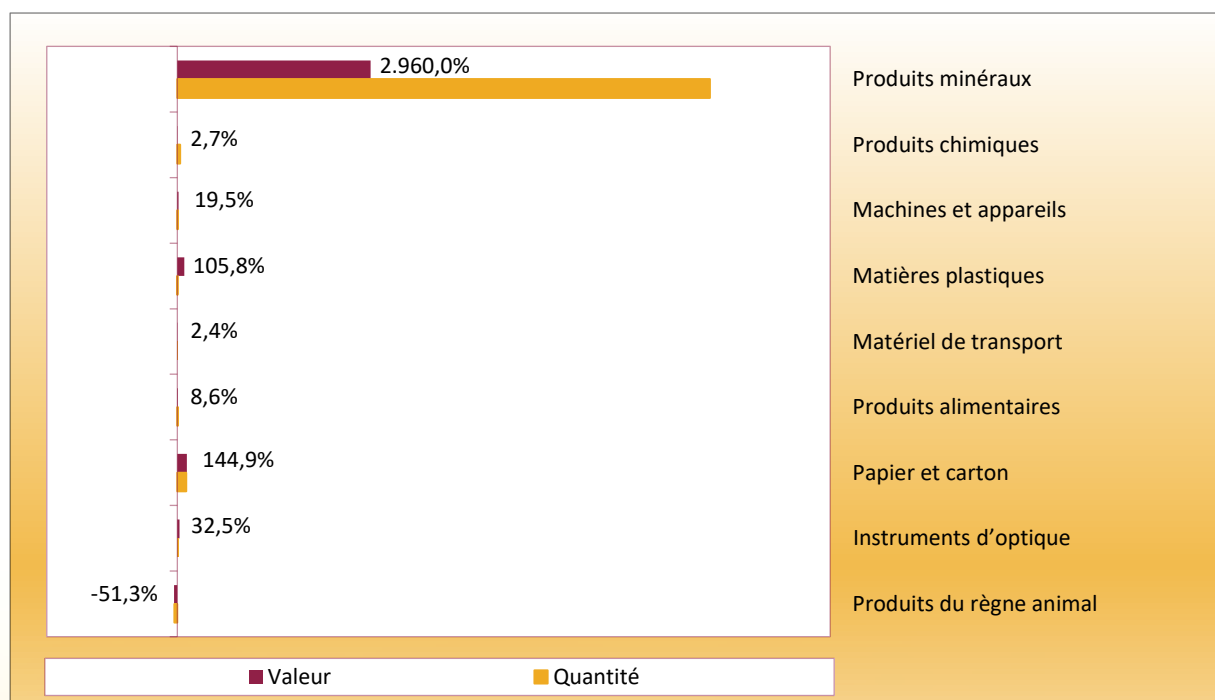 2.960,0% Produits minéraux
2,7% Produits chimiques
19,5% Machines et appareils
105,8% Matières plastiques
2,4% Matériel de transport
8,6% Produits alimentaires
144,9% Papier et carton
32,5% Instruments d’optique
-51,3% Produits du règne animal
Valeur Quantité